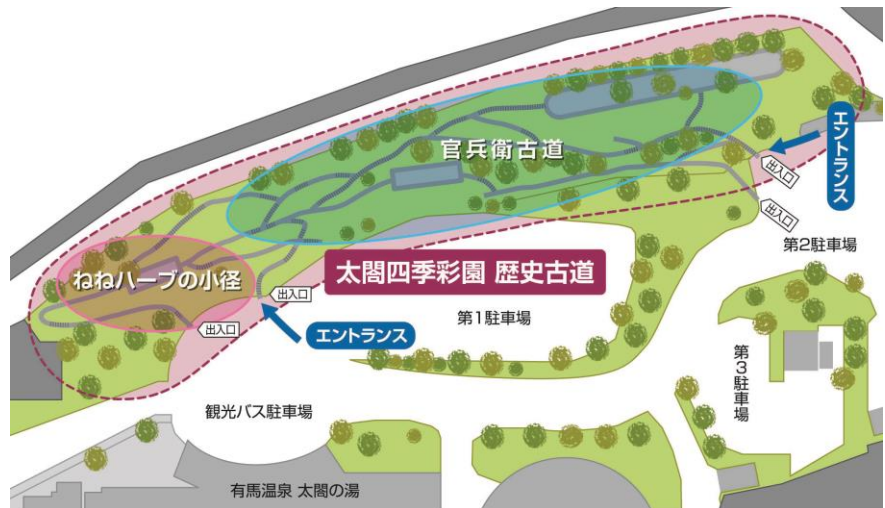 官兵衛古道
エントランス
出入口
出入口
第2駐車場
ねねハーブの小径
太閤四季彩園 歴史古道
出入口
第1駐車場
出入口
エントランス
第3駐車場
観光バス駐車場
有馬温泉 太閤の湯